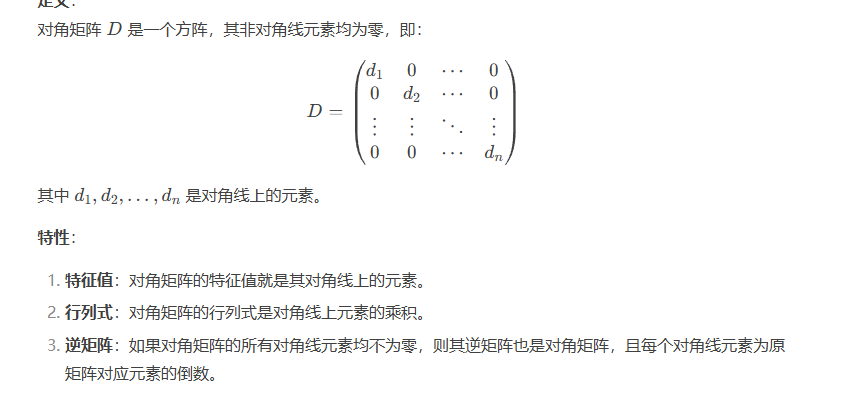 定义：
对角矩阵 D 是一个方阵，其非对角线元素均为零，即：
D = 
d₁ 0 ⋯ 0
0 d₂ ⋯ 0
⋮ ⋮ ⋱ ⋮
0 0 ⋯ dₙ
其中 d₁, d₂, …, dₙ 是对角线上的元素。
特性：
1. 特征值：对角矩阵的特征值就是其对角线上的元素。
2. 行列式：对角矩阵的行列式是对角线上元素的乘积。
3. 逆矩阵：如果对角矩阵的所有对角线元素均不为零，则其逆矩阵也是对角矩阵，且每个对角线元素为原
矩阵对应元素的倒数。